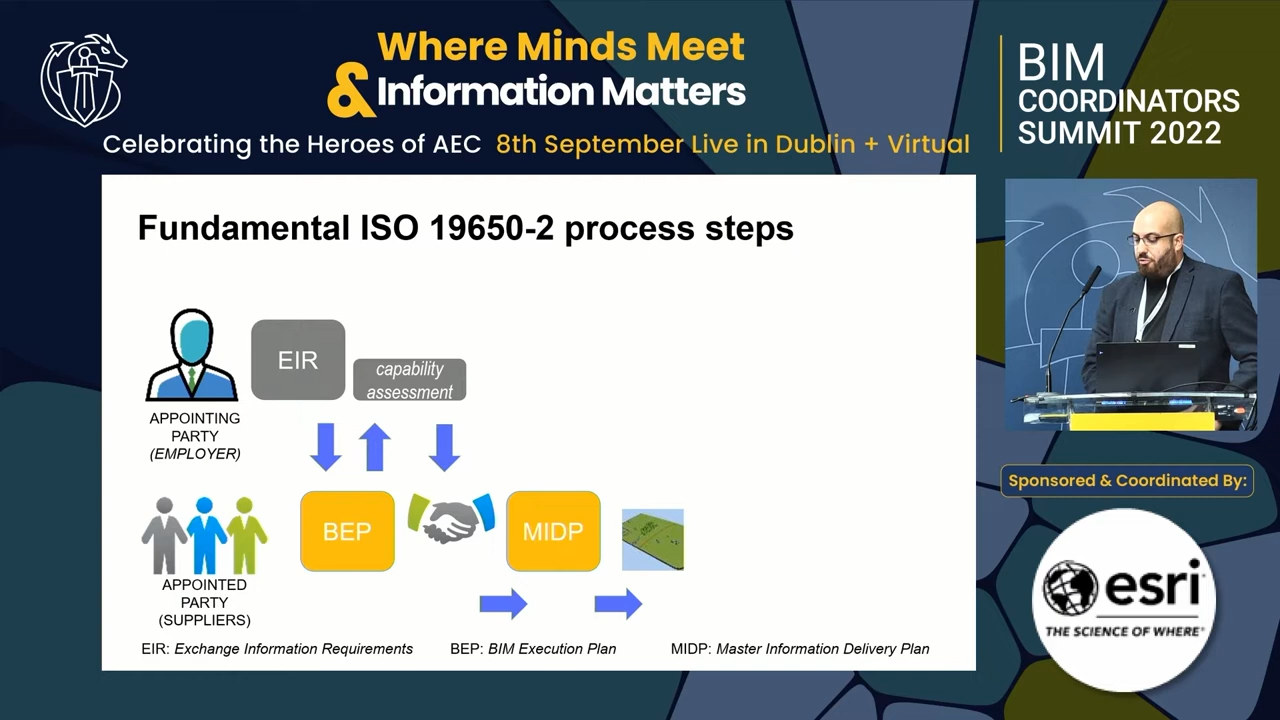 Where Minds Meet
& Information Matters
Celebrating the Heroes of AEC 8th September Live in Dublin + Virtual
BIM
COORDINATORS
SUMMIT 2022
Fundamental ISO 19650-2 process steps
EIR
capability
assessment
APPOINTING
PARTY
(EMPLOYER)
BEP
MIDP
APPOINTED
PARTY
(SUPPLIERS)
EIR: Exchange Information Requirements
BEP: BIM Execution Plan
MIDP: Master Information Delivery Plan
Sponsored & Coordinated By:
esri
THE SCIENCE OF WHERE®